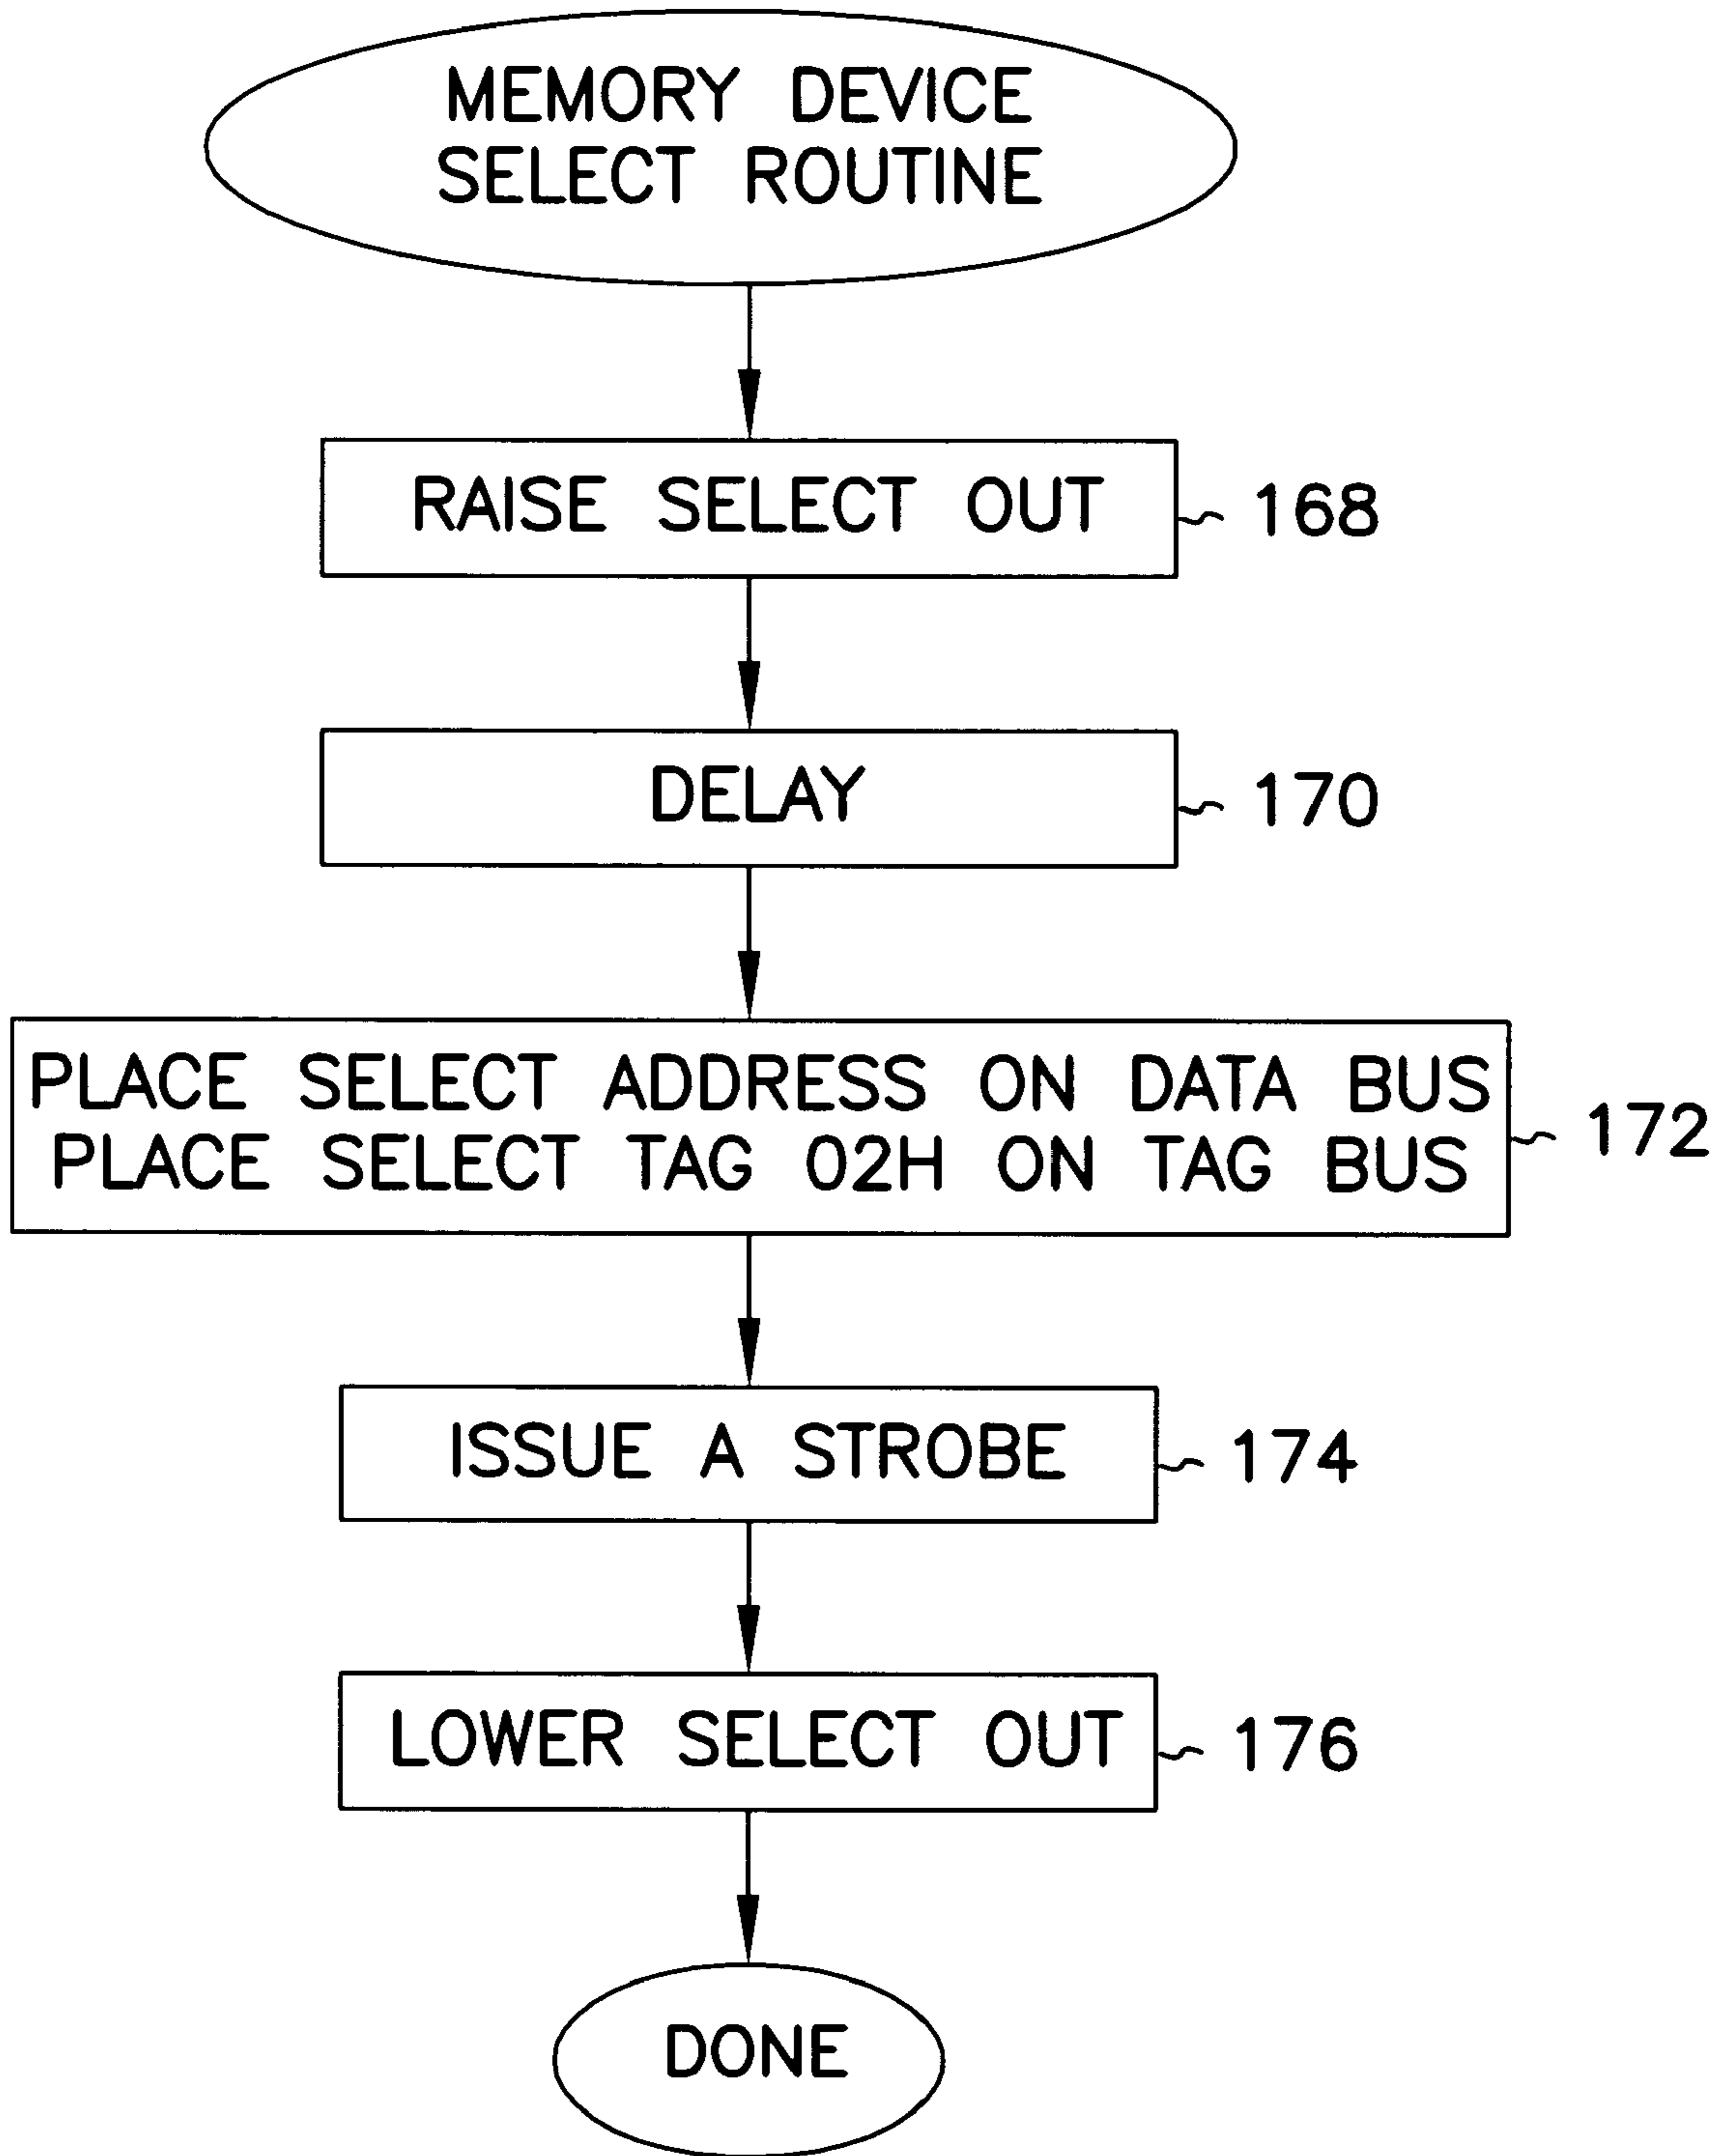 MEMORY DEVICE
SELECT ROUTINE
RAISE SELECT OUT
168
DELAY
170
PLACE SELECT ADDRESS ON DATA BUS
PLACE SELECT TAG 02H ON TAG BUS
172
ISSUE A STROBE
174
LOWER SELECT OUT
176
DONE